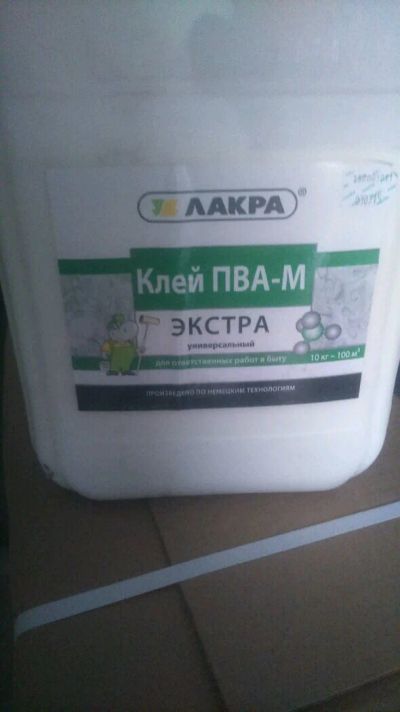 ЛАКРА®
Клей ПВА-М
ЭКСТРА
универсальный
для ответственных работ в быту
10 кг ~ 100 м²
ПРОИЗВЕДЕНО ПО НЕМЕЦКИМ ТЕХНОЛОГИЯМ